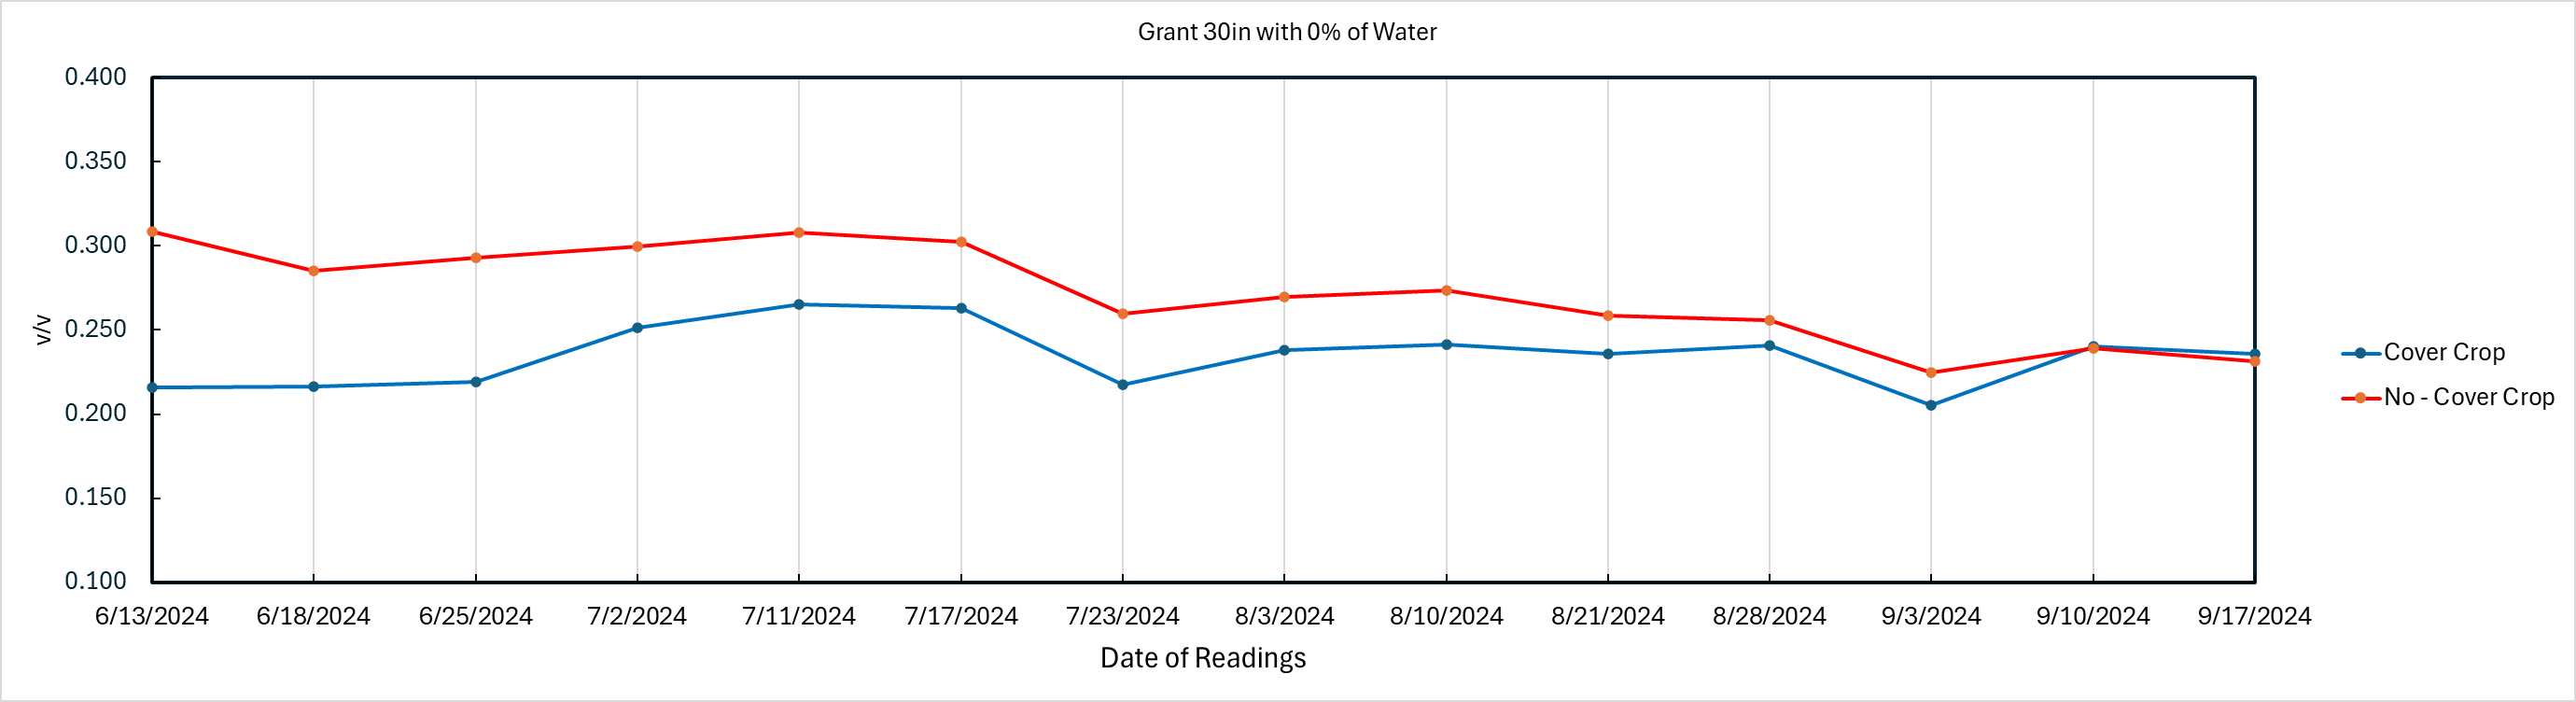 Grant 30in with 0% of Water
0.400
0.350
0.300
0.250
0.200
0.150
0.100
v/v
6/13/2024 6/18/2024 6/25/2024 7/2/2024 7/11/2024 7/17/2024 7/23/2024 8/3/2024 8/10/2024 8/21/2024 8/28/2024 9/3/2024 9/10/2024 9/17/2024
Date of Readings
Cover Crop
No - Cover Crop